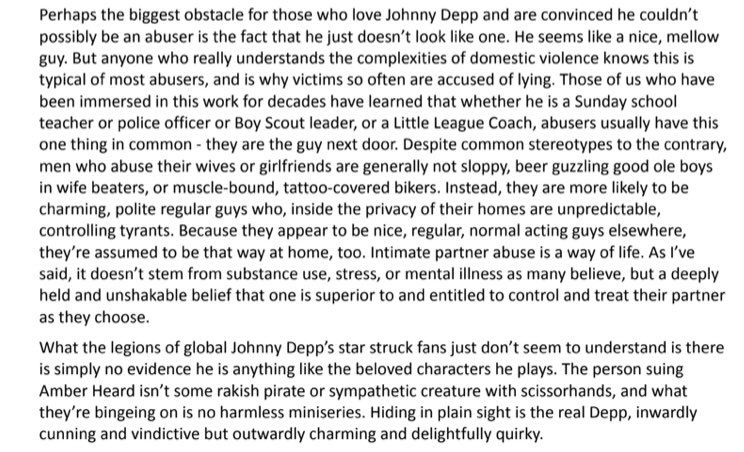 Perhaps the biggest obstacle for those who love Johnny Depp and are convinced he couldn't
possibly be an abuser is the fact that he just doesn't look like one. He seems like a nice, mellow
guy. But anyone who really understands the complexities of domestic violence knows this is
typical of most abusers, and is why victims so often are accused of lying. Those of us who have
been immersed in this work for decades have learned that whether he is a Sunday school
teacher or police officer or Boy Scout leader, or a Little League Coach, abusers usually have this
one thing in common - they are the guy next door. Despite common stereotypes to the contrary,
men who abuse their wives or girlfriends are generally not sloppy, beer guzzling good ole boys
in wife beaters, or muscle-bound, tattoo-covered bikers. Instead, they are more likely to be
charming, polite regular guys who, inside the privacy of their homes are unpredictable,
controlling tyrants. Because they appear to be nice, regular, normal acting guys elsewhere,
they're assumed to be that way at home, too. Intimate partner abuse is a way of life. As I've
said, it doesn't stem from substance use, stress, or mental illness as many believe, but a deeply
held and unshakable belief that one is superior to and entitled to control and treat their partner
as they choose.
What the legions of global Johnny Depp's star struck fans just don't seem to understand is there
is simply no evidence he is anything like the beloved characters he plays. The person suing
Amber Heard isn't some rakish pirate or sympathetic creature with scissorhands, and what
they're bingeing on is no harmless miniseries. Hiding in plain sight is the real Depp, inwardly
cunning and vindictive but outwardly charming and delightfully quirky.